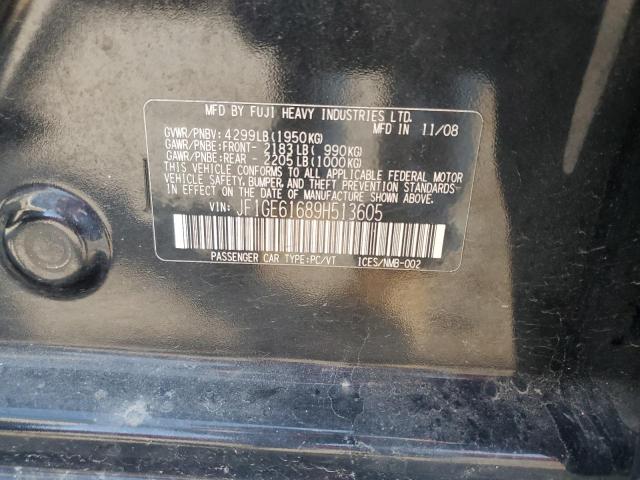 MFD BY FUJI HEAVY INDUSTRIES LTD.
GVWR/PNBV: 4299LB(1950KG) MFD IN 11/08
GAWR/PNBE:FRONT- 2183LB( 990KG)
GAWR/PNBE:REAR - 2205LB(1000KG)
THIS VEHICLE CONFORMS TO ALL APPLICABLE FEDERAL MOTOR
VEHICLE SAFETY, BUMPER, AND THEFT PREVENTION STANDARDS
IN EFFECT ON THE DATE OF MANUFACTURE SHOWN ABOVE.
VIN: JF1GE61689H513605
PASSENGER CAR TYPE:PC/VT ICES/NMB-002